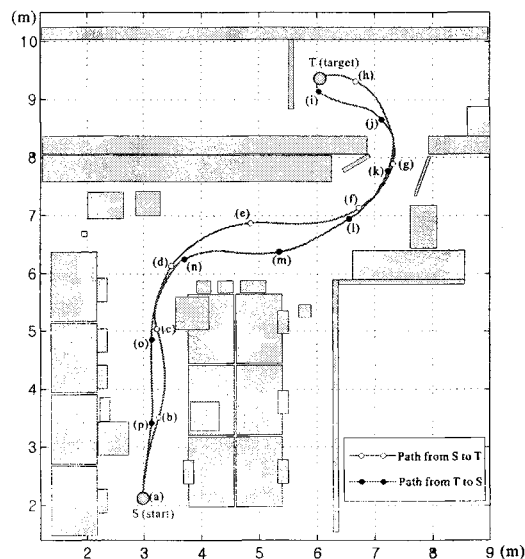 (m)
10
T (target)
(h)
(i)
9
(j)
8
(k)
(g)
7
(e)
(f)
(l)
(d)
(n)
(m)
6
(c)
5
(o)
4
(b)
(p)
3
Path from S to T
Path from T to S
(a)
2
S (start)
2
3
4
5
6
7
8
9 (m)